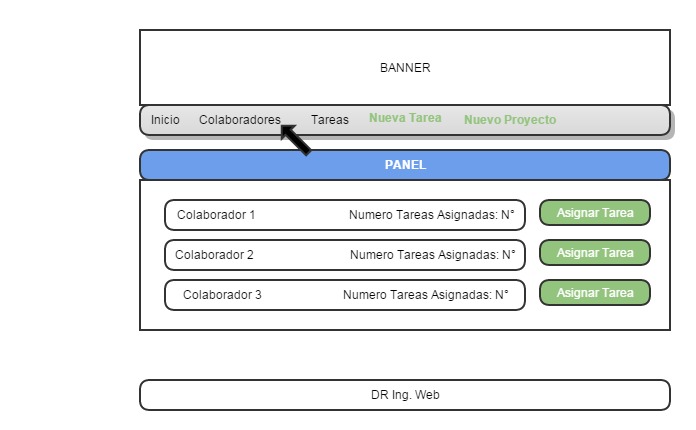 BANNER
Inicio Colaboradores Tareas Nueva Tarea Nuevo Proyecto
PANEL
Colaborador 1 Numero Tareas Asignadas: N° Asignar Tarea
Colaborador 2 Numero Tareas Asignadas: N° Asignar Tarea
Colaborador 3 Numero Tareas Asignadas: N° Asignar Tarea
DR Ing. Web